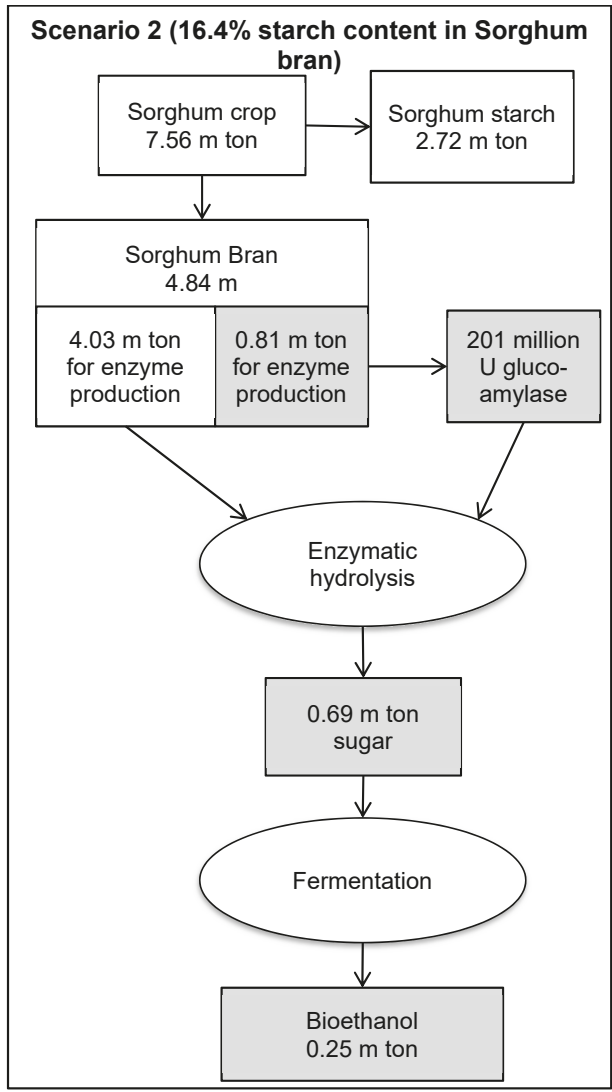 Scenario 2 (16.4% starch content in Sorghum
bran)
Sorghum crop
7.56 m ton
Sorghum starch
2.72 m ton
Sorghum Bran
4.84 m
4.03 m ton
for enzyme
production
0.81 m ton
for enzyme
production
201 million
U gluco-
amylase
Enzymatic
hydrolysis
0.69 m ton
sugar
Fermentation
Bioethanol
0.25 m ton